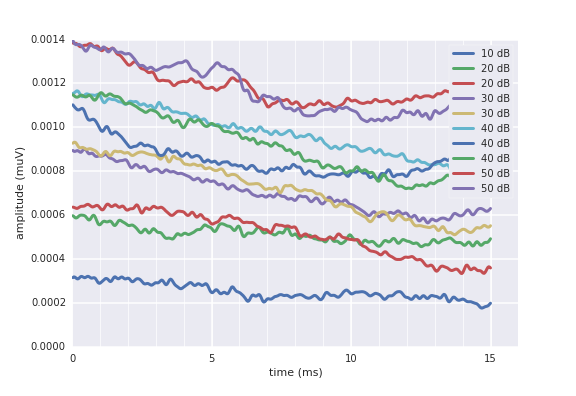 0.0014
0.0012
0.0010
0.0008
0.0006
0.0004
0.0002
0.0000
amplitude (muV)
10 dB
20 dB
20 dB
30 dB
30 dB
40 dB
40 dB
40 dB
50 dB
50 dB
0
5
10
15
time (ms)